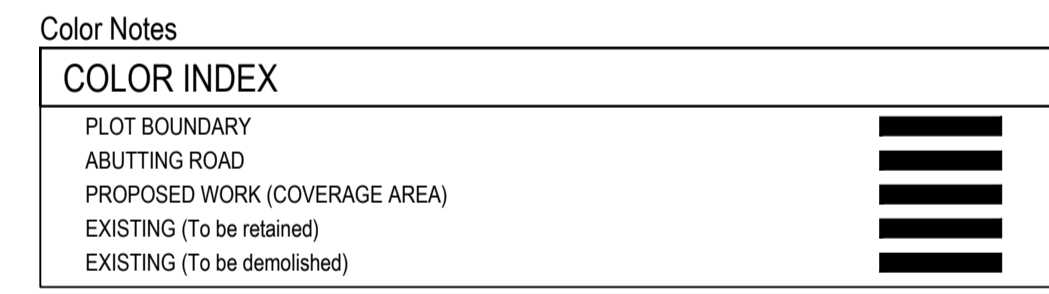 Color Notes
COLOR INDEX
PLOT BOUNDARY
ABUTTING ROAD
PROPOSED WORK (COVERAGE AREA)
EXISTING (To be retained)
EXISTING (To be demolished)